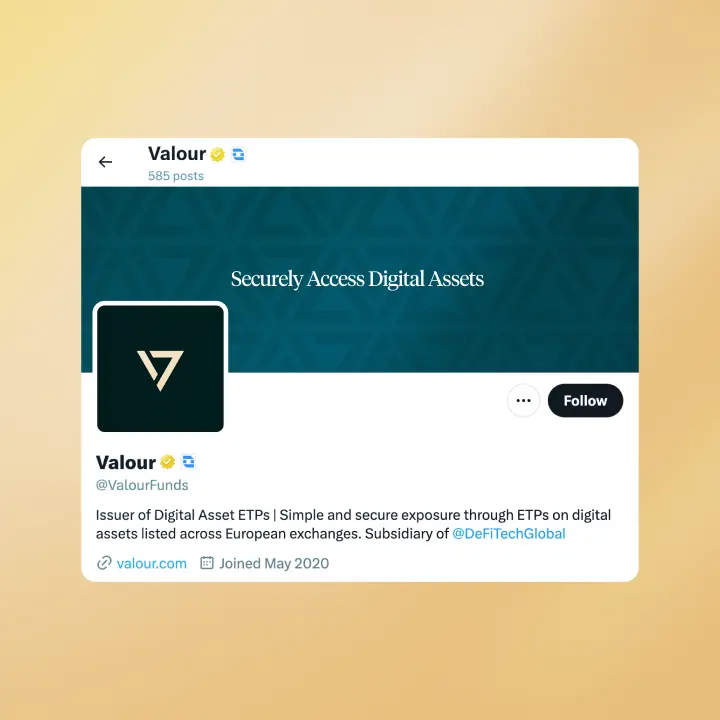 Valour
585 posts
Securely Access Digital Assets
Follow
Valour
@ValourFunds
Issuer of Digital Asset ETPs | Simple and secure exposure through ETPs on digital
assets listed across European exchanges. Subsidiary of @DeFiTechGlobal
valour.com Joined May 2020